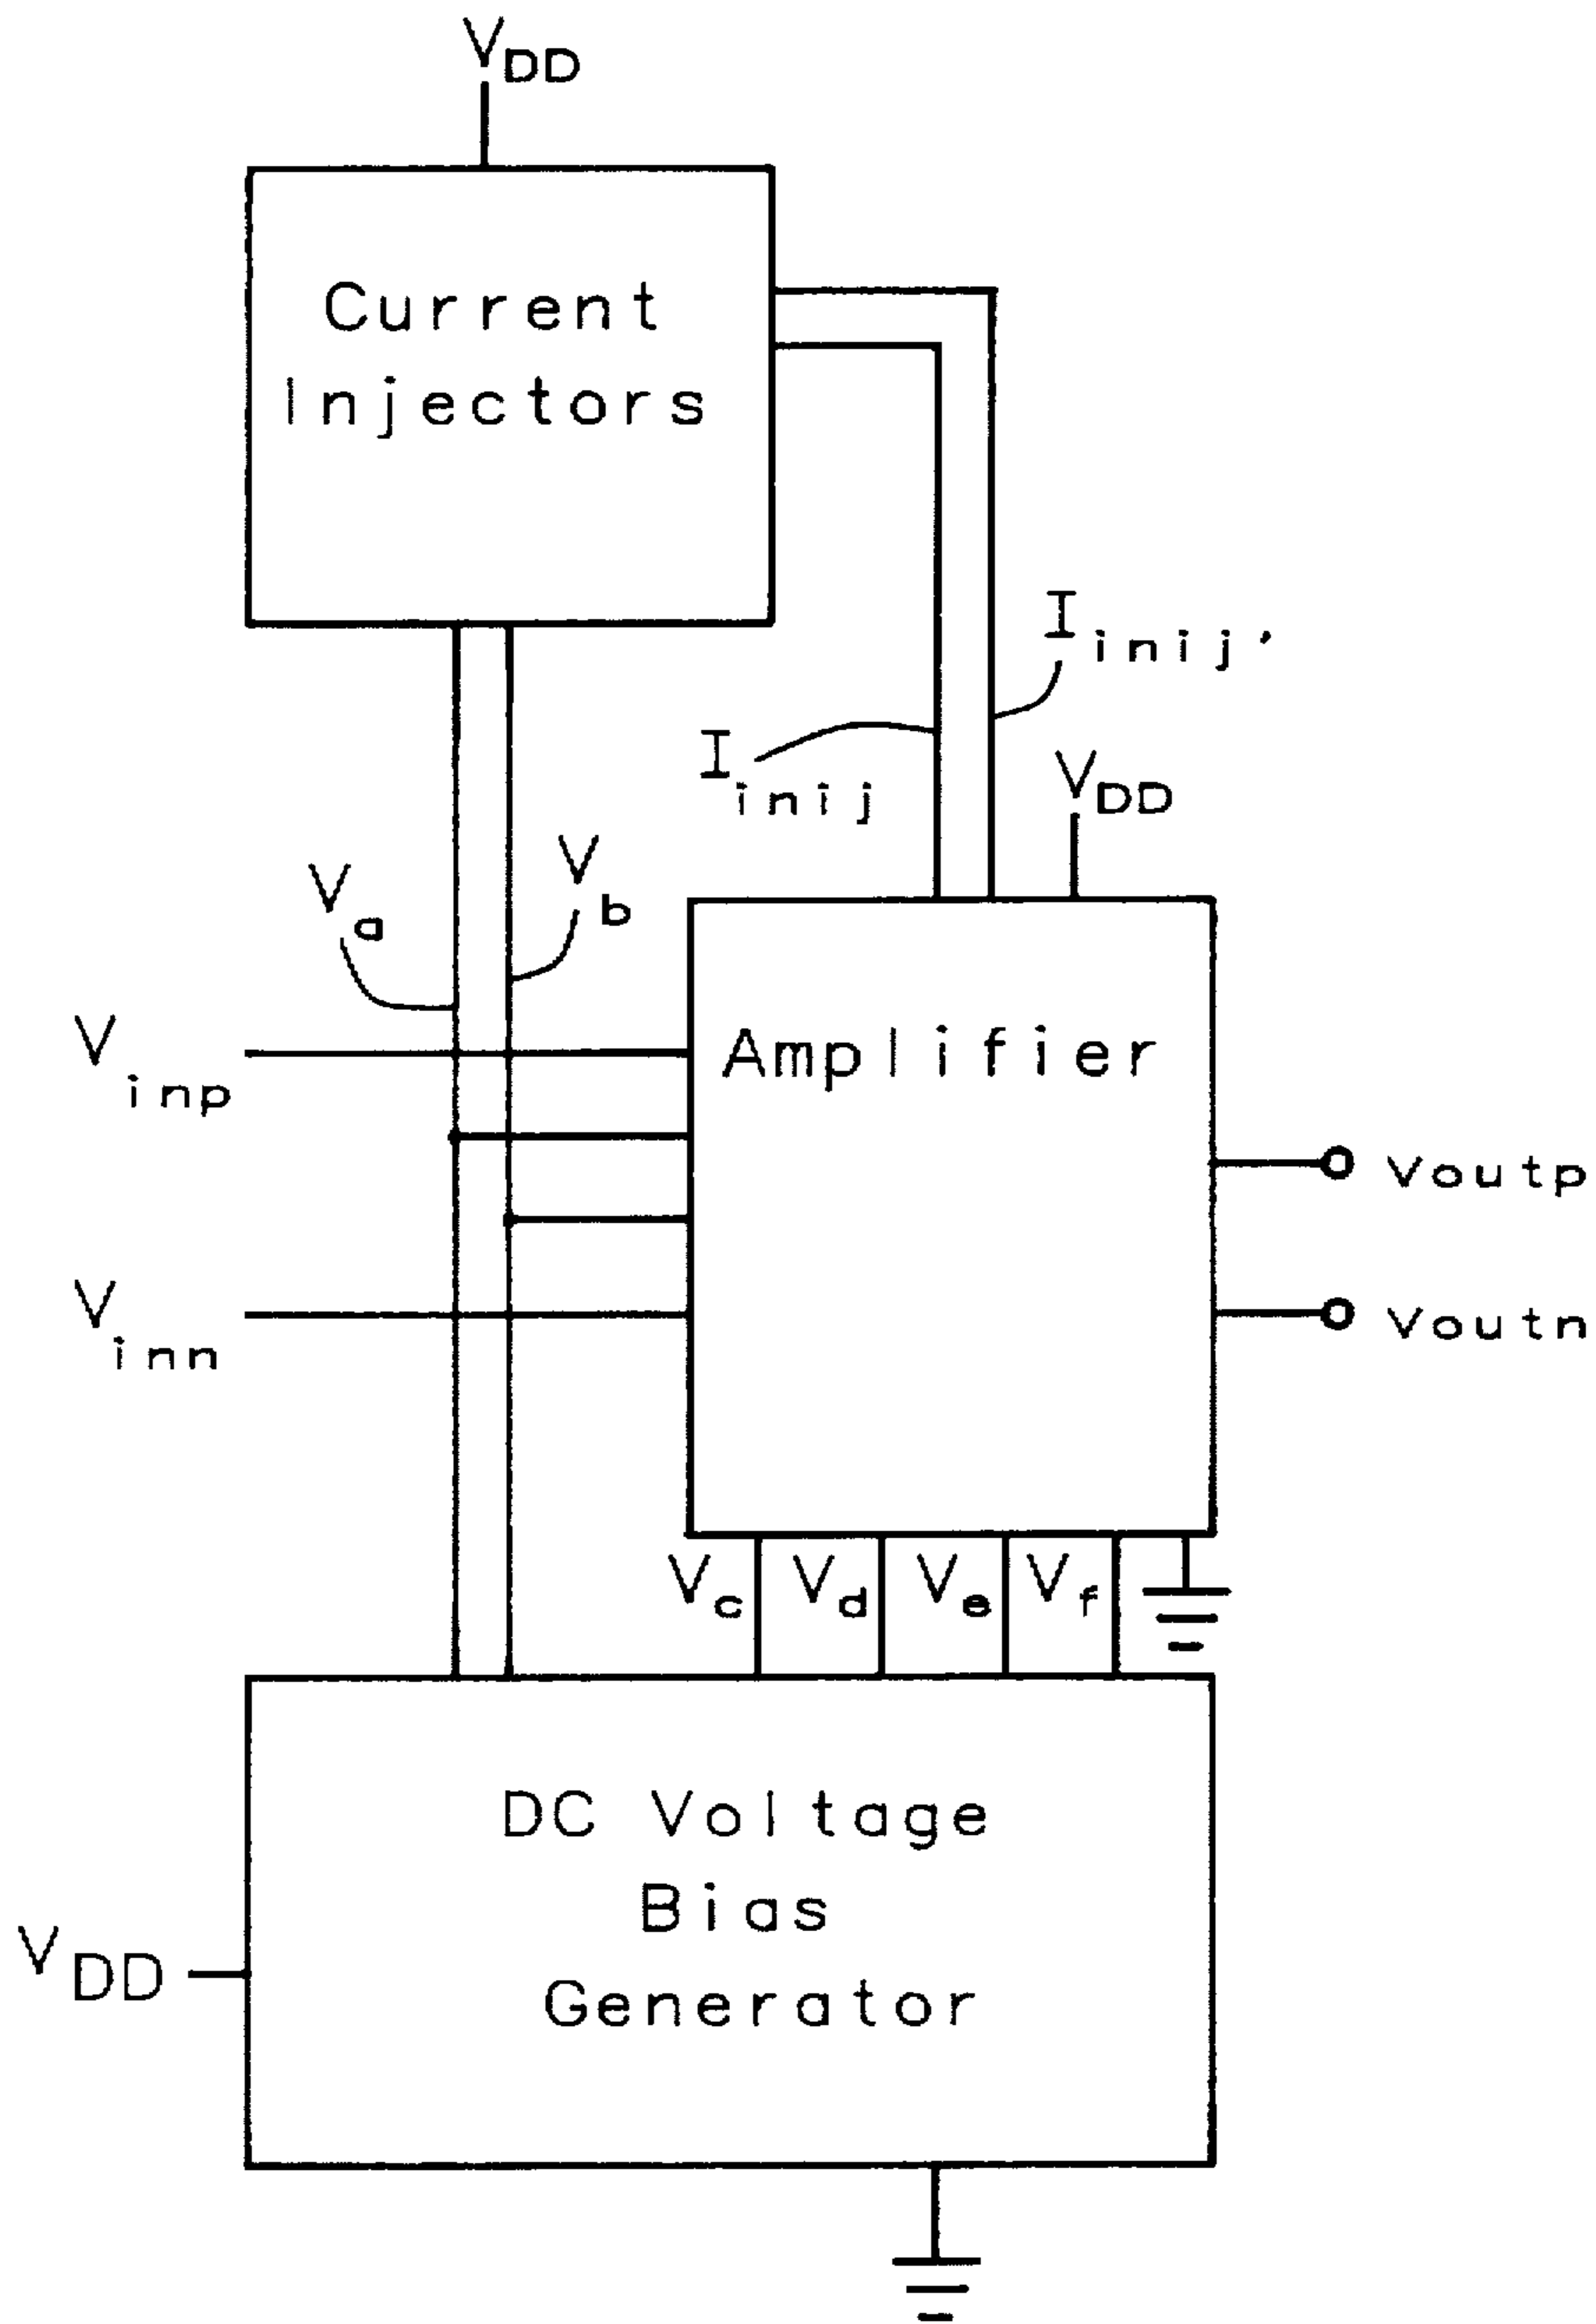 VDD
Current
Injectors
Iinij'
Iinij
VDD
Va
Vb
Vinp
Amplifier
Voutp
Vinn
Voutn
Vc Vd Ve Vf
DC Voltage
Bias
Generator
VDD